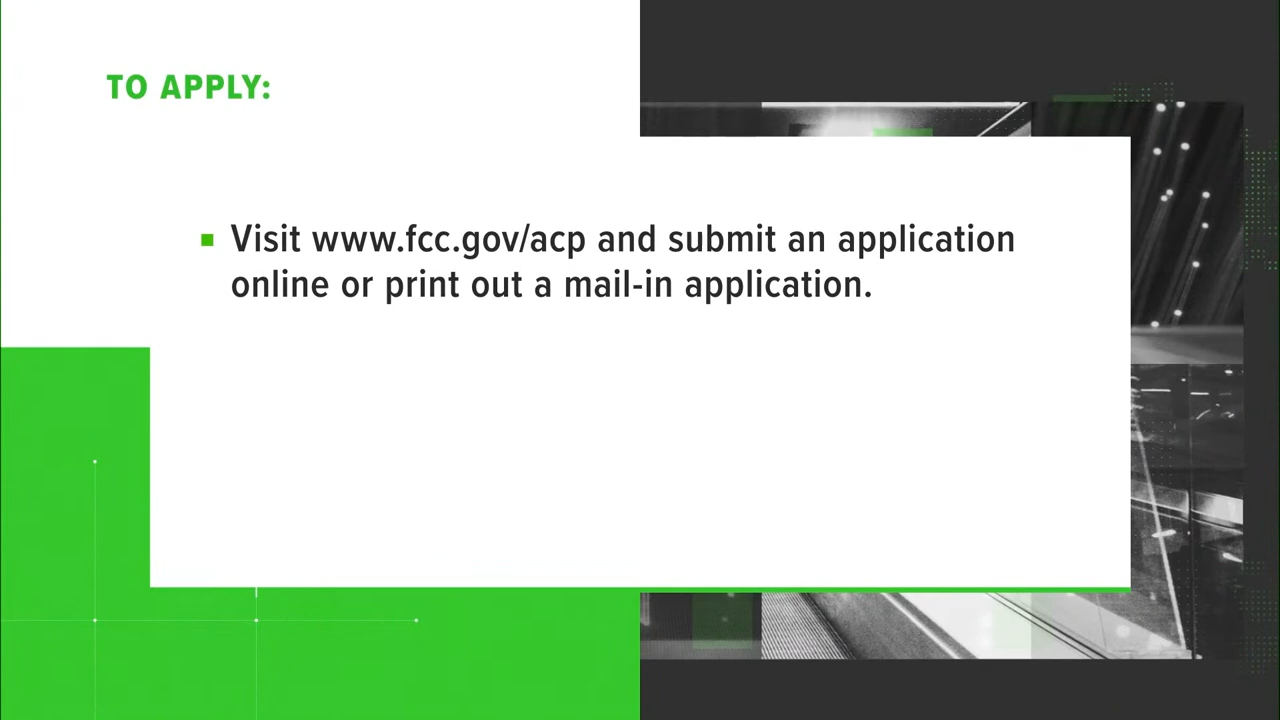 TO APPLY:
Visit www.fcc.gov/acp and submit an application
online or print out a mail-in application.